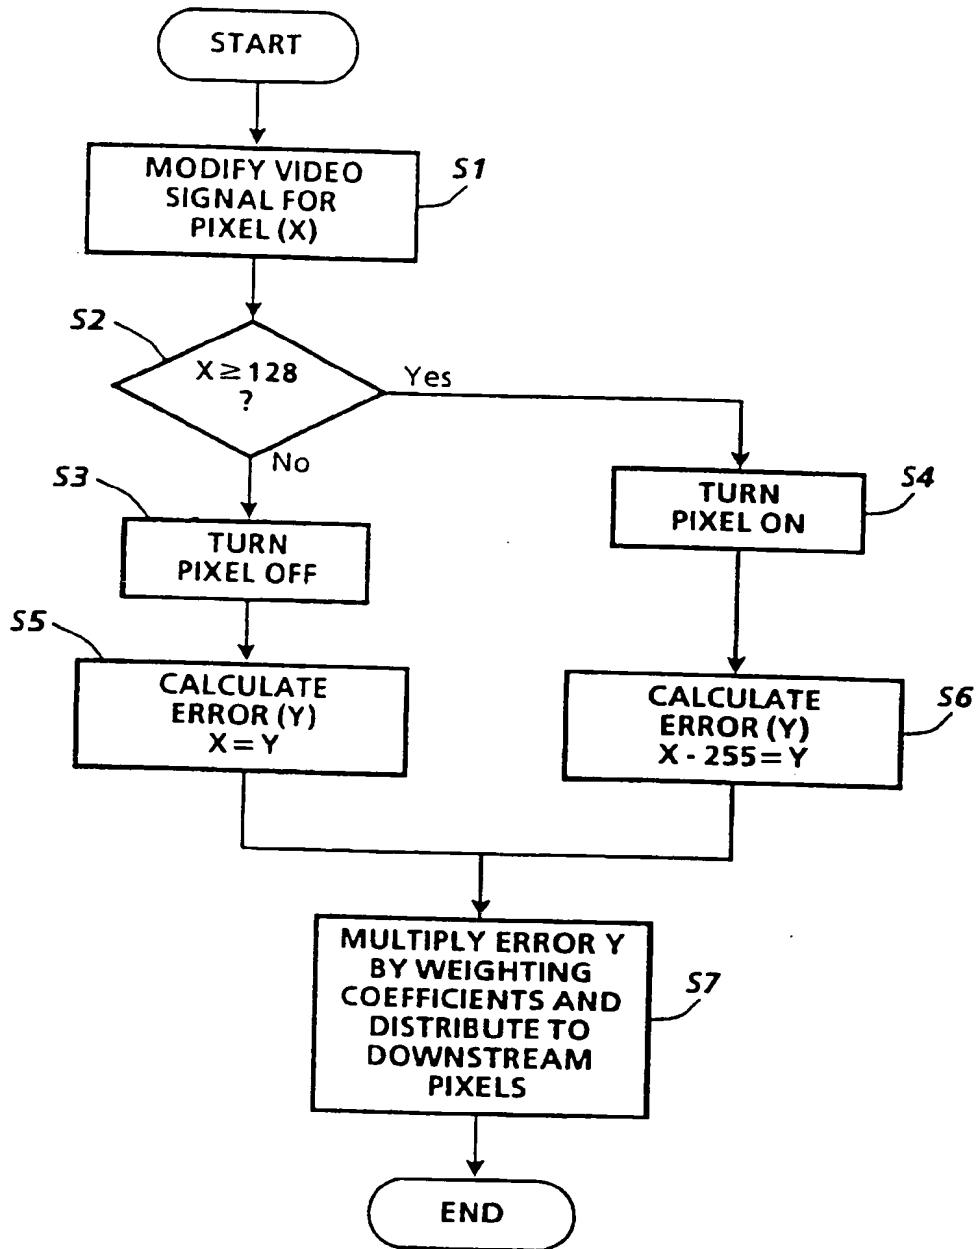 START
MODIFY VIDEO
SIGNAL FOR
PIXEL (X)
S1
S2
X ≥ 128
?
Yes
No
S3
TURN
PIXEL OFF
S4
TURN
PIXEL ON
S5
CALCULATE
ERROR (Y)
X = Y
CALCULATE
ERROR (Y)
X - 255 = Y
S6
MULTIPLY ERROR Y
BY WEIGHTING
COEFFICIENTS AND
DISTRIBUTE TO
DOWNSTREAM
PIXELS
S7
END